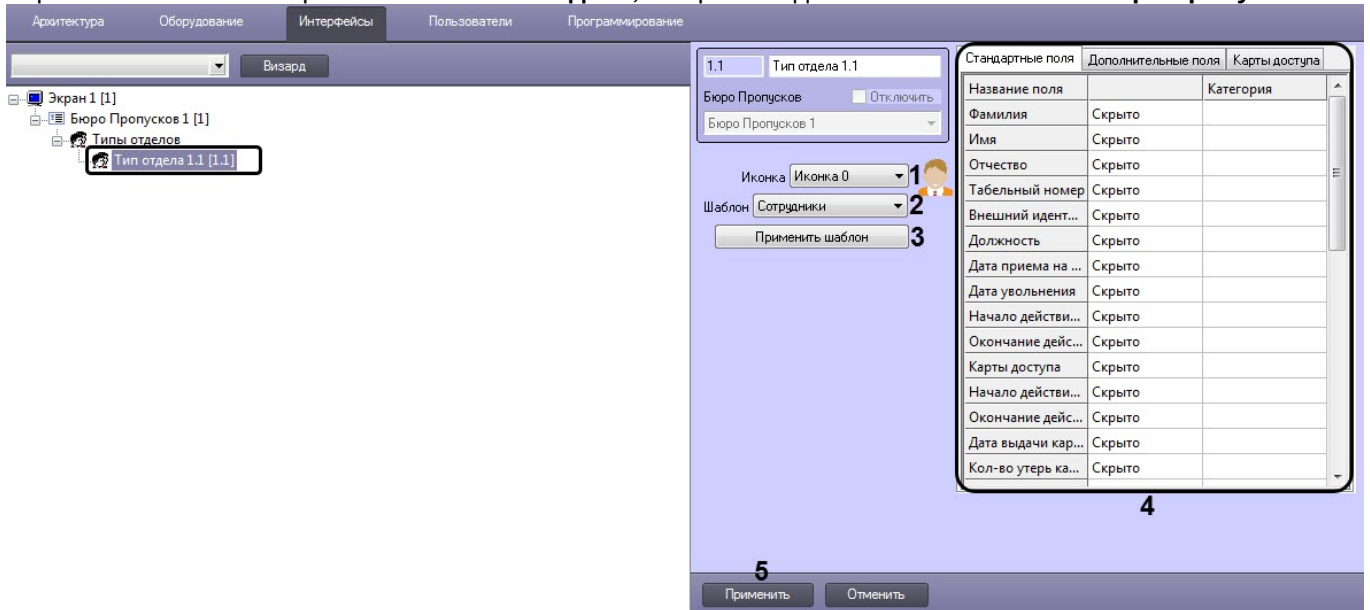 Архитектура Оборудование Интерфейсы Пользователи Программирование
Визард
Экран 1 [1]
Бюро Пропусков 1 [1]
Типы отделов
Тип отдела 1.1 [1.1]
1.1 Тип отдела 1.1
Бюро Пропусков Отключить
Бюро Пропусков 1
Иконка Иконка 0 1
Шаблон Сотрудники 2
Применить шаблон 3
Стандартные поля Дополнительные поля Карты доступа
Название поля Категория
Фамилия Скрыто
Имя Скрыто
Отчество Скрыто
Табельный номер Скрыто
Внешний идент... Скрыто
Должность Скрыто
Дата приема на ... Скрыто
Дата увольнения Скрыто
Начало действи... Скрыто
Окончание дейс... Скрыто
Карты доступа Скрыто
Начало действи... Скрыто
Окончание дейс... Скрыто
Дата выдачи кар... Скрыто
Кол-во утерь ка... Скрыто
4
5
Применить Отменить